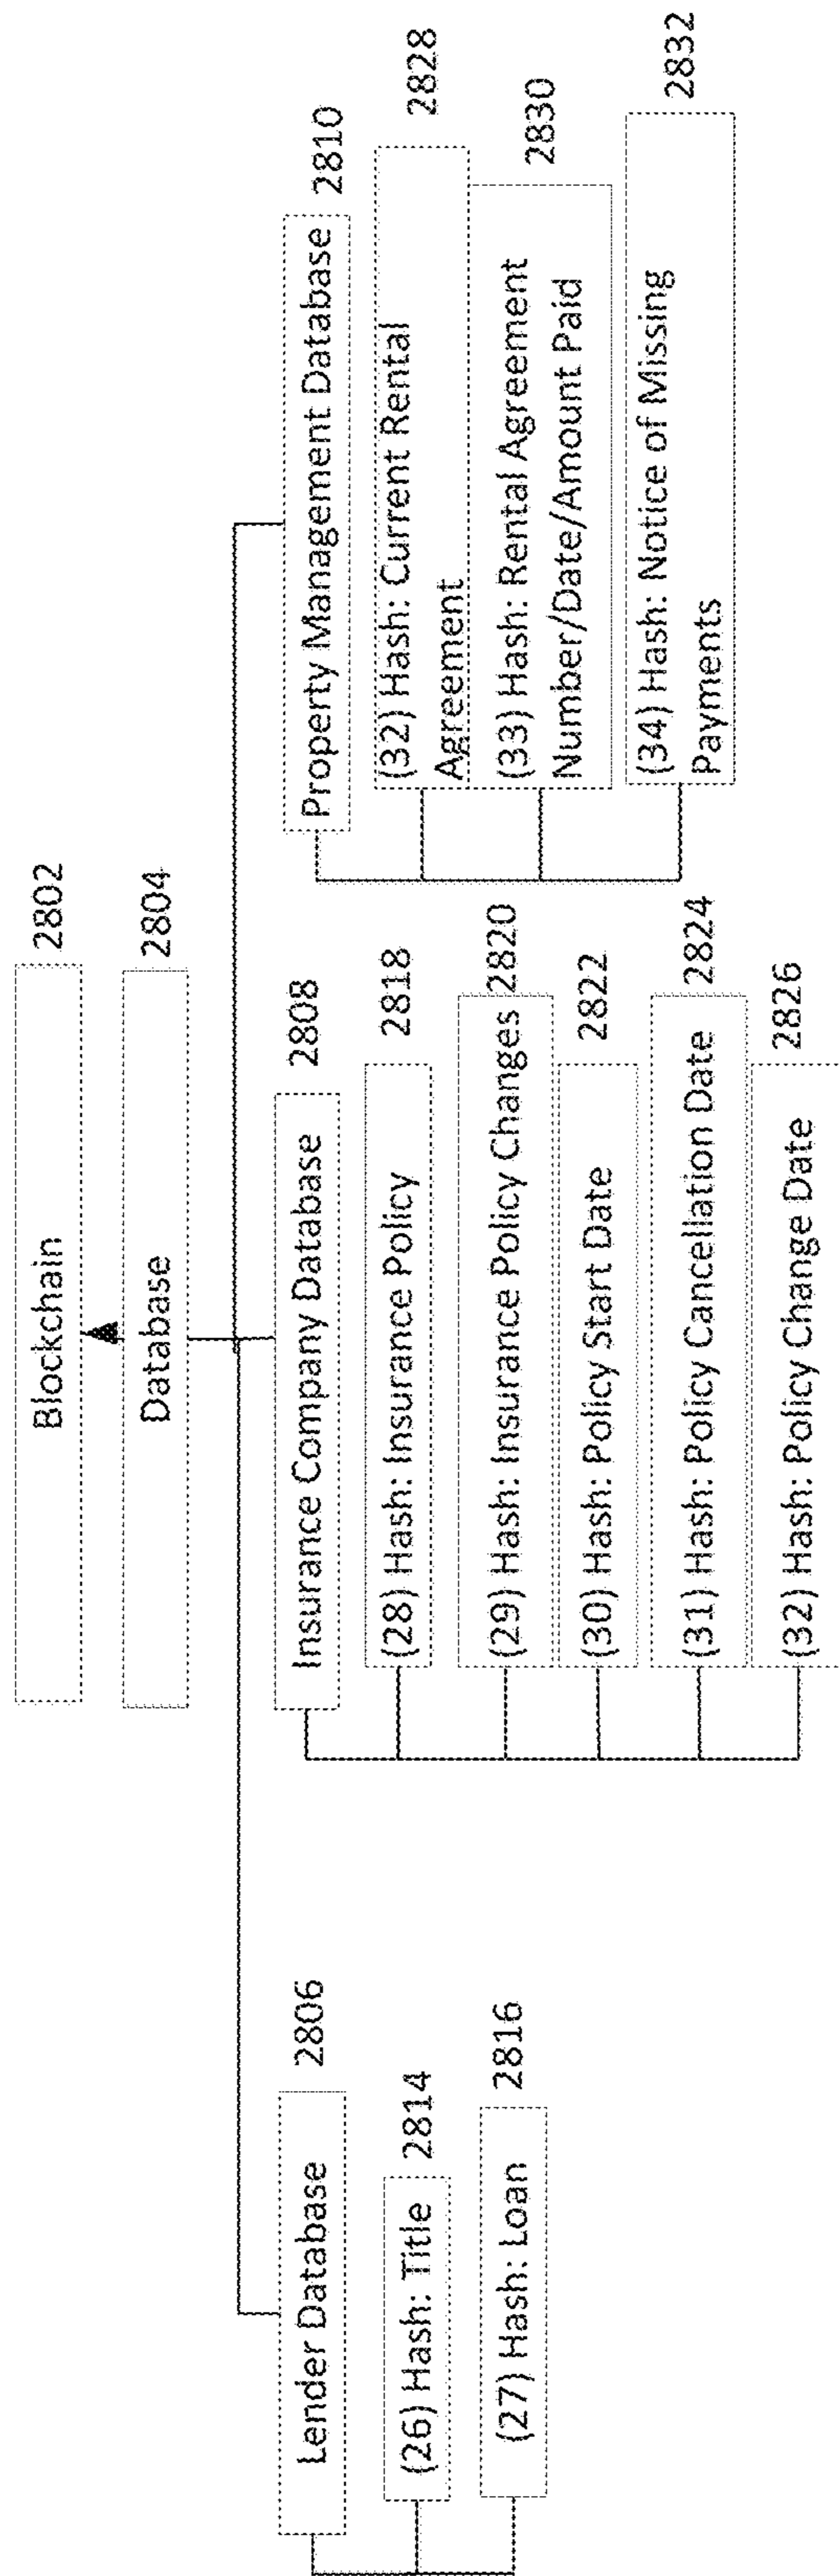 Blockchain
2802
Database
2804
Lender Database
2806
(26) Hash: Title
2814
(27) Hash: Loan
2816
Insurance Company Database
2808
(28) Hash: Insurance Policy
2818
(29) Hash: Insurance Policy Changes
2820
(30) Hash: Policy Start Date
2822
(31) Hash: Policy Cancellation Date
2824
(32) Hash: Policy Change Date
2826
Property Management Database
2810
(32) Hash: Current Rental
Agreement
2828
(33) Hash: Rental Agreement
Number/Date/Amount Paid
2830
(34) Hash: Notice of Missing
Payments
2832